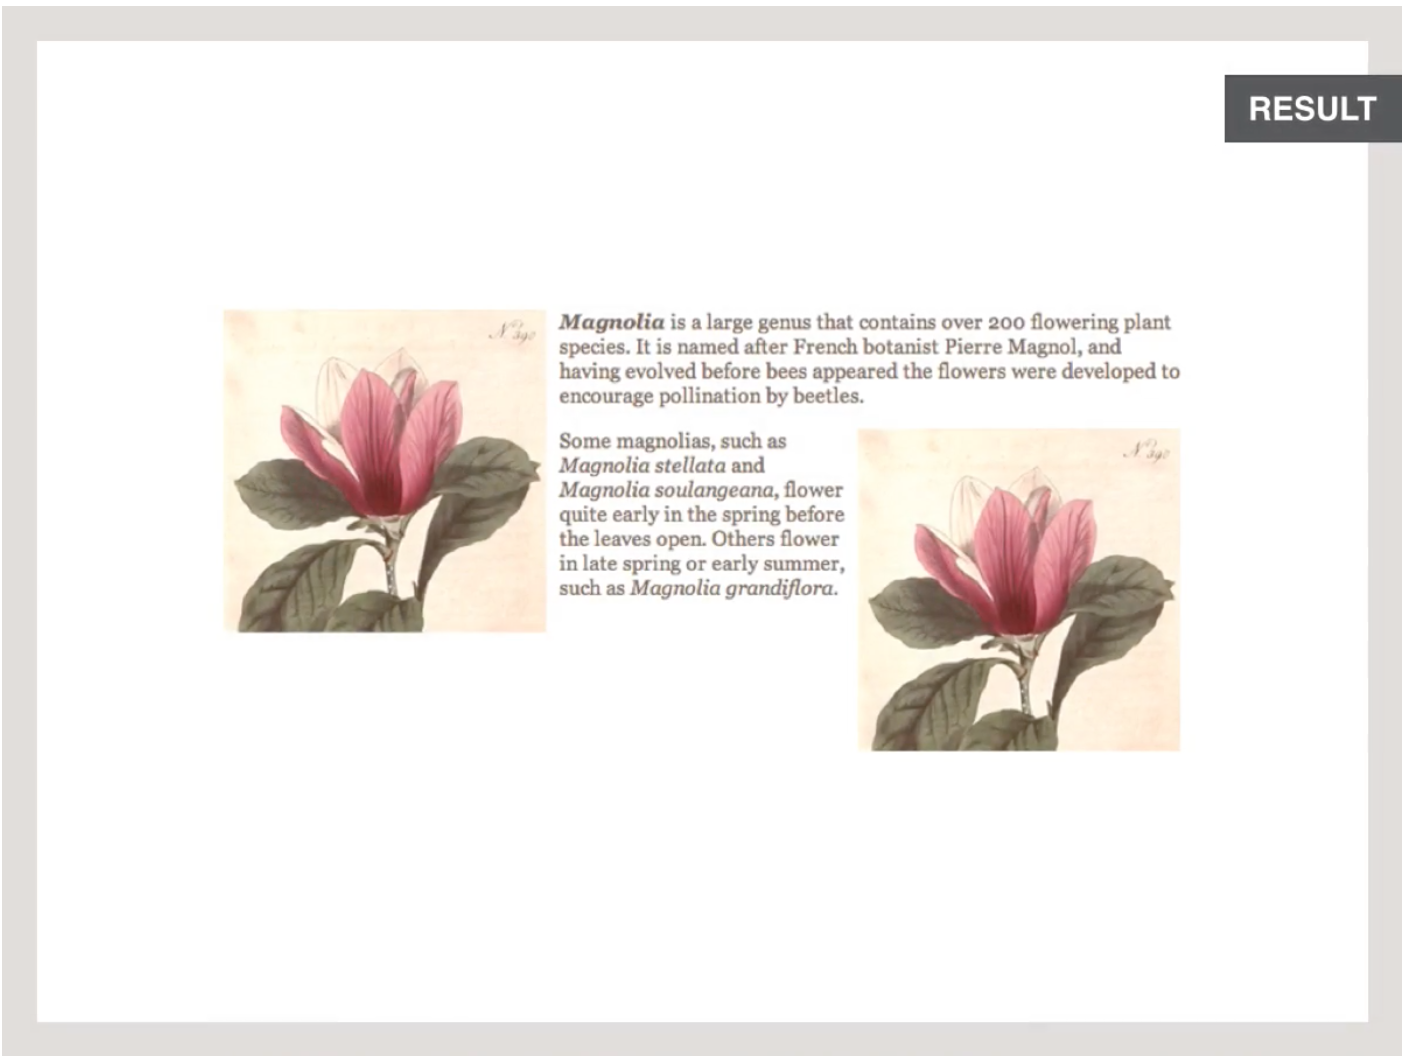 RESULT
Nº 390
Magnolia is a large genus that contains over 200 flowering plant
species. It is named after French botanist Pierre Magnol, and
having evolved before bees appeared the flowers were developed to
encourage pollination by beetles.
Some magnolias, such as
Magnolia stellata and
Magnolia soulangeana, flower
quite early in the spring before
the leaves open. Others flower
in late spring or early summer,
such as Magnolia grandiflora.
Nº 390